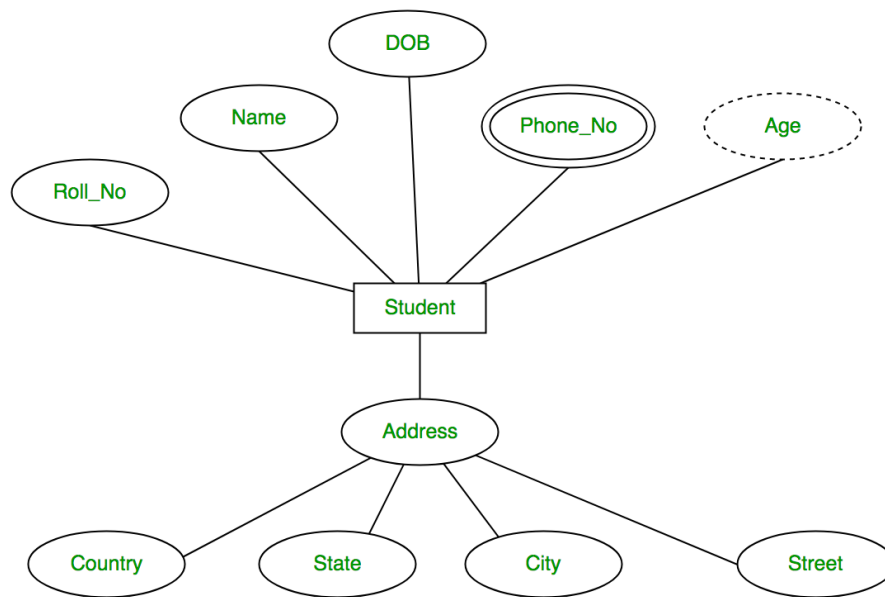 DOB
Name
Phone_No
Age
Roll_No
Student
Address
Country
State
City
Street